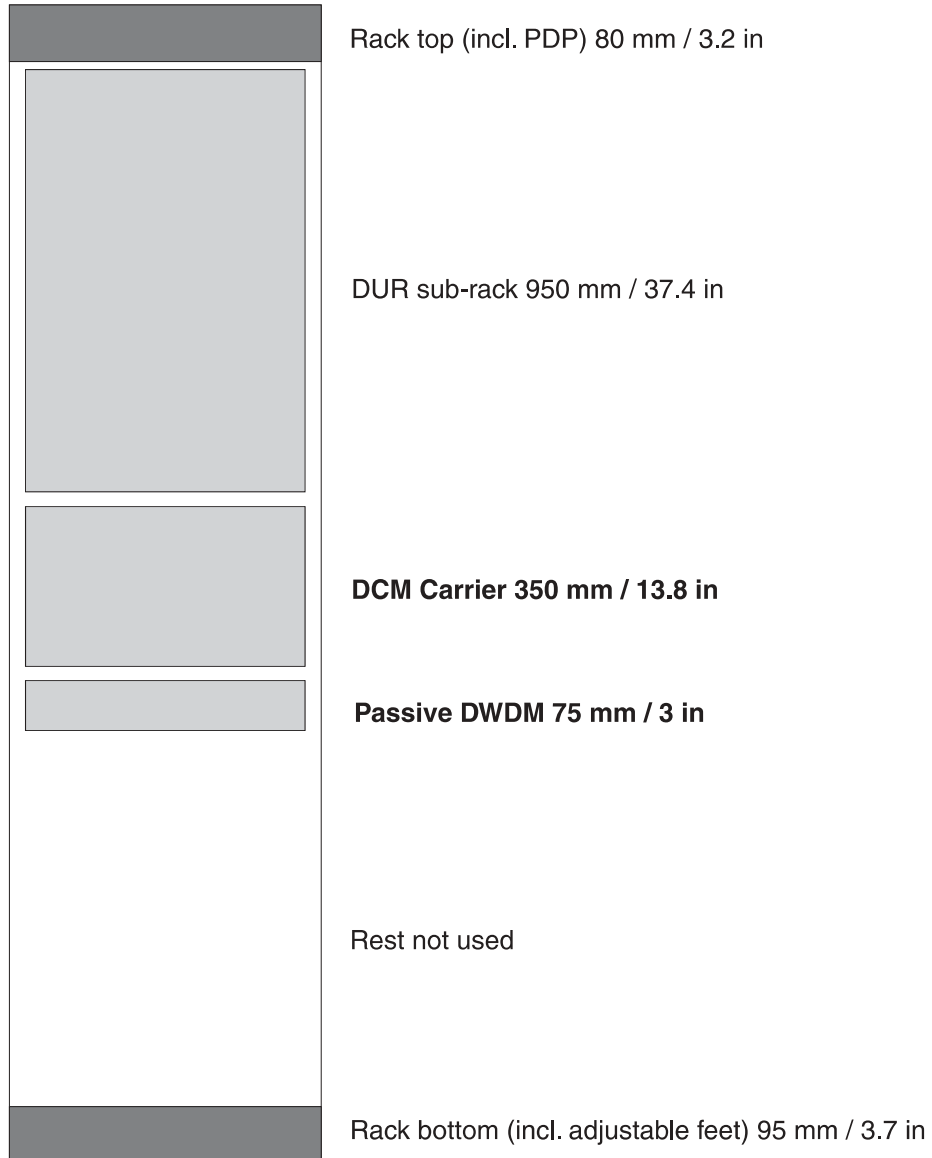 Rack top (incl. PDP) 80 mm / 3.2 in
DUR sub-rack 950 mm / 37.4 in
DCM Carrier 350 mm / 13.8 in
Passive DWDM 75 mm / 3 in
Rest not used
Rack bottom (incl. adjustable feet) 95 mm / 3.7 in